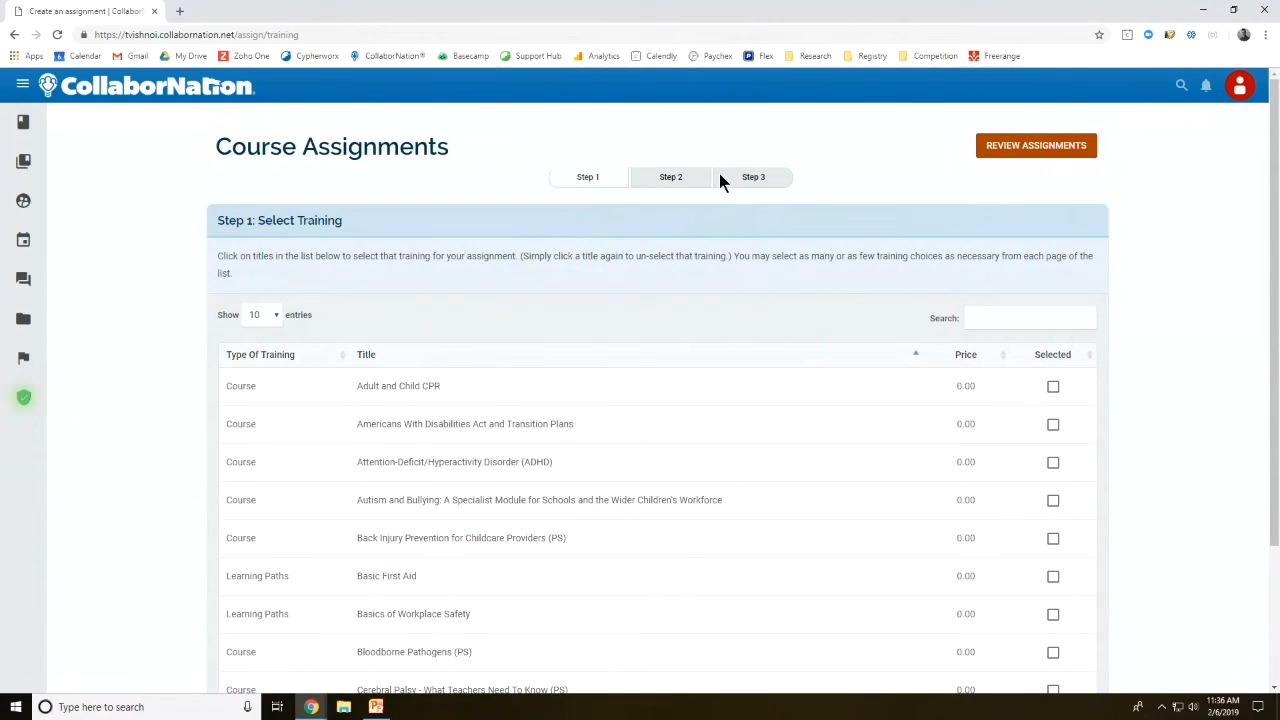 Create an assignment | Collabor
https://tvishnoi.collabornation.net/assign/training
Apps Calendar Gmail My Drive Zoho One Cypherworx CollaborNation® Basecamp Support Hub Analytics Calendly Paychex Flex Research Registry Competition Freerange
CollaborNation.
Course Assignments
REVIEW ASSIGNMENTS
Step 1 Step 2 Step 3
Step 1: Select Training
Click on titles in the list below to select that training for your assignment. (Simply click a title again to un-select that training.) You may select as many or as few training choices as necessary from each page of the
list.
Show 10 entries
Search:
Type Of Training Title Price Selected
Course Adult and Child CPR 0.00
Course Americans With Disabilities Act and Transition Plans 0.00
Course Attention-Deficit/Hyperactivity Disorder (ADHD) 0.00
Course Autism and Bullying: A Specialist Module for Schools and the Wider Children's Workforce 0.00
Course Back Injury Prevention for Childcare Providers (PS) 0.00
Learning Paths Basic First Aid 0.00
Learning Paths Basics of Workplace Safety 0.00
Course Bloodborne Pathogens (PS) 0.00
Course Cerebral Palsy - What Teachers Need To Know (PS) 0.00
Type here to search
11:36 AM
2/6/2019